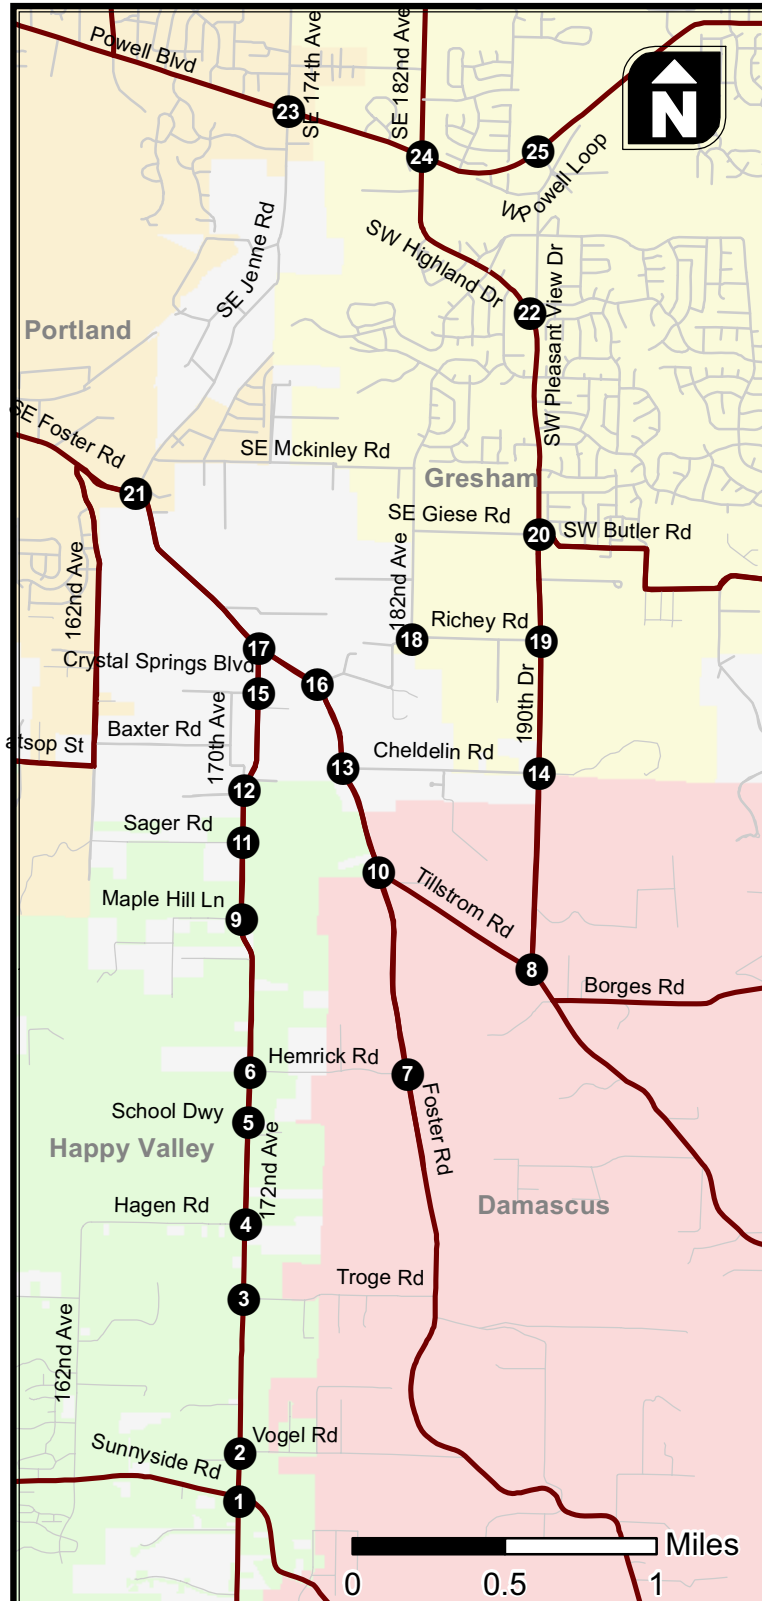 Powell Blvd
SE 174th Ave
SE 182nd Ave
N
23
24
25
W Powell Loop
SE Jenne Rd
SW Highland Dr
SW Pleasant View Dr
22
Portland
SE Foster Rd
SE Mckinley Rd
Gresham
21
SE Giese Rd
20
SW Butler Rd
162nd Ave
182nd Ave
18
Richey Rd
19
17
Crystal Springs Blvd
16
15
190th Dr
170th Ave
Baxter Rd
atsop St
Cheldelin Rd
13
14
12
Sager Rd
11
10
Tillstrom Rd
Maple Hill Ln
9
8
Borges Rd
Hemrick Rd
6
7
School Dwy
5
Foster Rd
Happy Valley
172nd Ave
Hagen Rd
4
Damascus
Troge Rd
3
162nd Ave
Vogel Rd
2
Sunnyside Rd
1
Miles
0 0.5 1